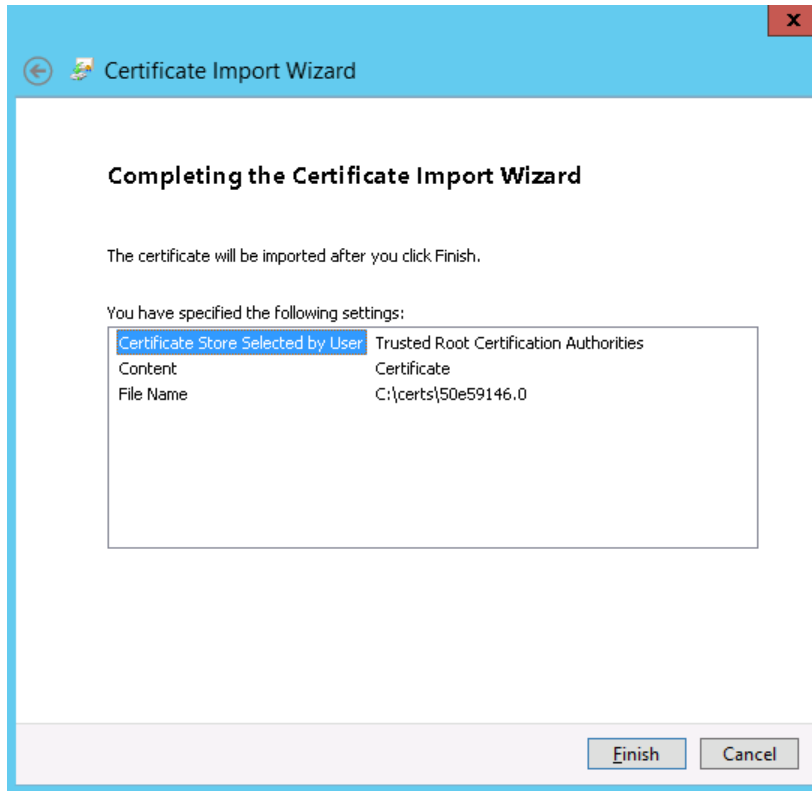 x
Certificate Import Wizard
Completing the Certificate Import Wizard
The certificate will be imported after you click Finish.
You have specified the following settings:
Certificate Store Selected by User Trusted Root Certification Authorities
Content Certificate
File Name C:\certs\50e59146.0
Finish Cancel